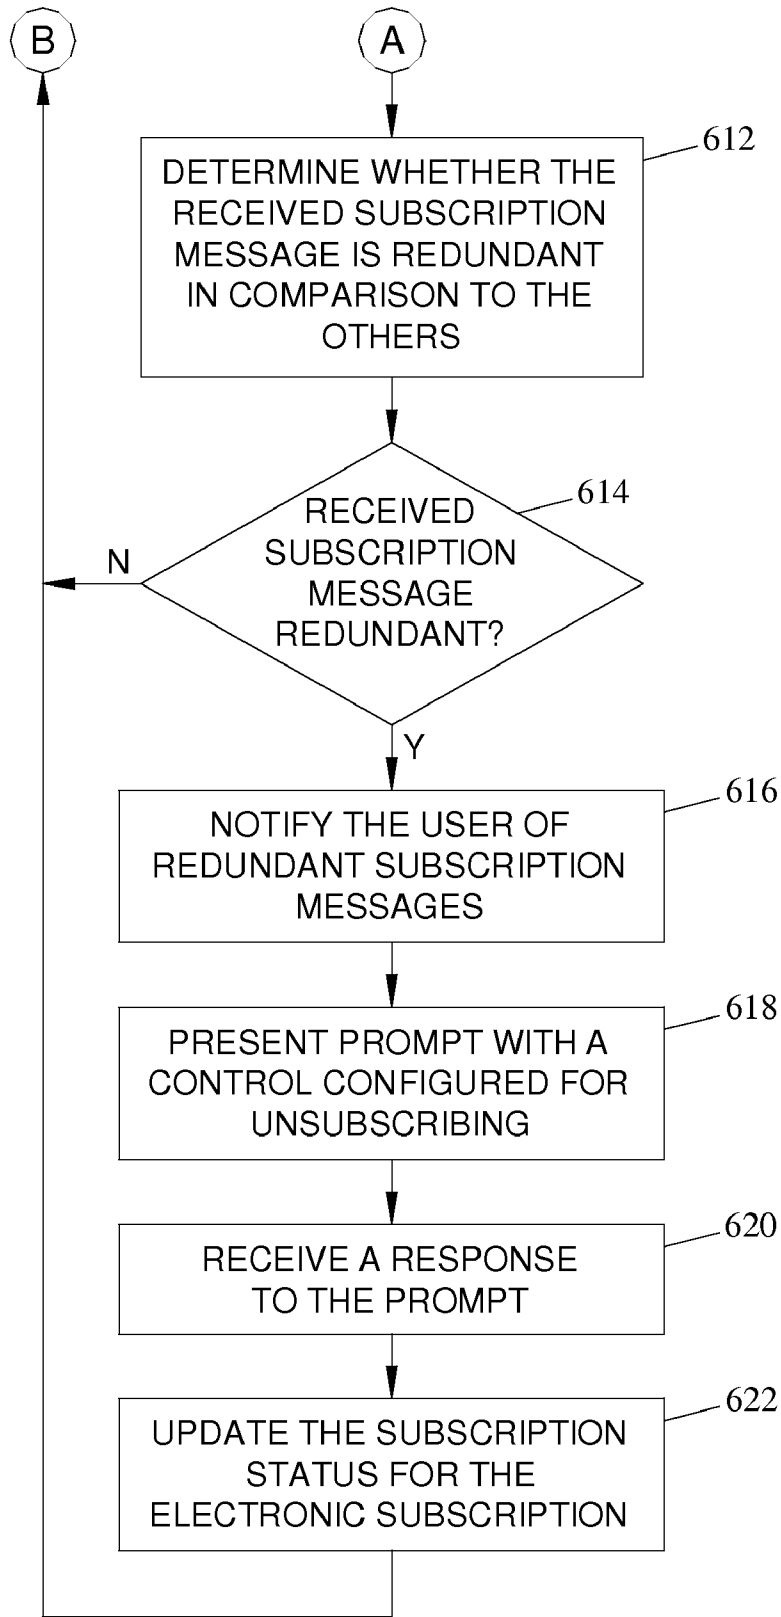 B
A
612
DETERMINE WHETHER THE
RECEIVED SUBSCRIPTION
MESSAGE IS REDUNDANT
IN COMPARISON TO THE
OTHERS
614
RECEIVED
SUBSCRIPTION
MESSAGE
REDUNDANT?
N
Y
616
NOTIFY THE USER OF
REDUNDANT SUBSCRIPTION
MESSAGES
618
PRESENT PROMPT WITH A
CONTROL CONFIGURED FOR
UNSUBSCRIBING
620
RECEIVE A RESPONSE
TO THE PROMPT
622
UPDATE THE SUBSCRIPTION
STATUS FOR THE
ELECTRONIC SUBSCRIPTION